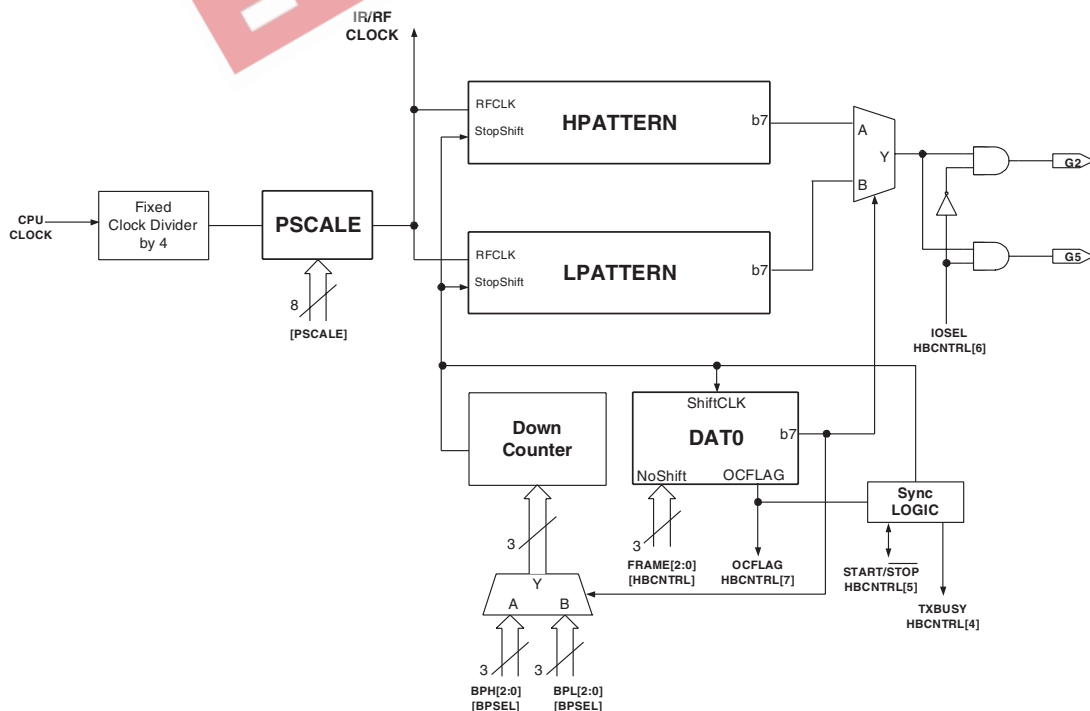 IR/RF
CLOCK
RFCLK
StopShift
HPATTERN
b7
A
Y
B
G2
G5
CPU
CLOCK
Fixed
Clock Divider
by 4
PSCALE
8
[PSCALE]
RFCLK
StopShift
LPATTERN
b7
IOSEL
HBCNTRL[6]
Down
Counter
ShiftCLK
DAT0
b7
NoShift
OCFLAG
Sync
LOGIC
3
3
FRAME[2:0]
[HBCNTRL]
OCFLAG
HBCNTRL[7]
START/STOP
HBCNTRL[5]
TXBUSY
HBCNTRL[4]
Y
A
B
3
3
BPH[2:0]
[BPSEL]
BPL[2:0]
[BPSEL]